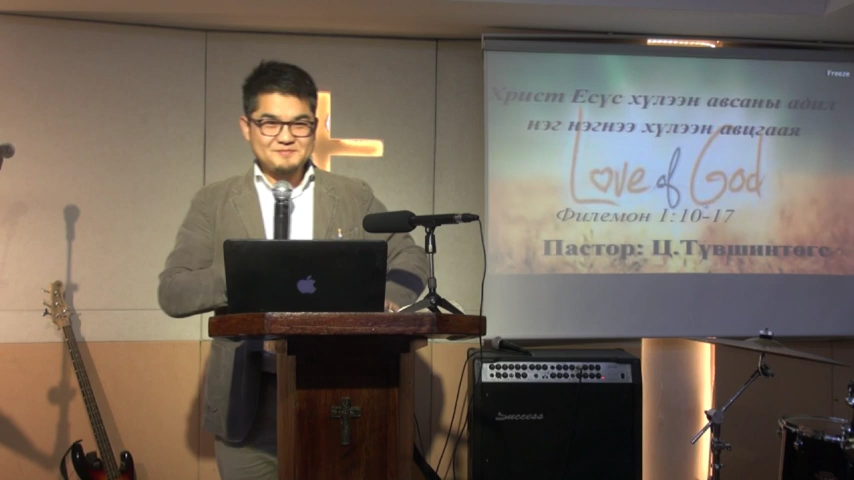 Freeze
Христ Есүс хүлээн авсаны адил
нэг нэгнээ хүлээн авцгаая
Love of God
Филемон 1:10-17
Пастор: Ц.Түвшинтөгс
Success